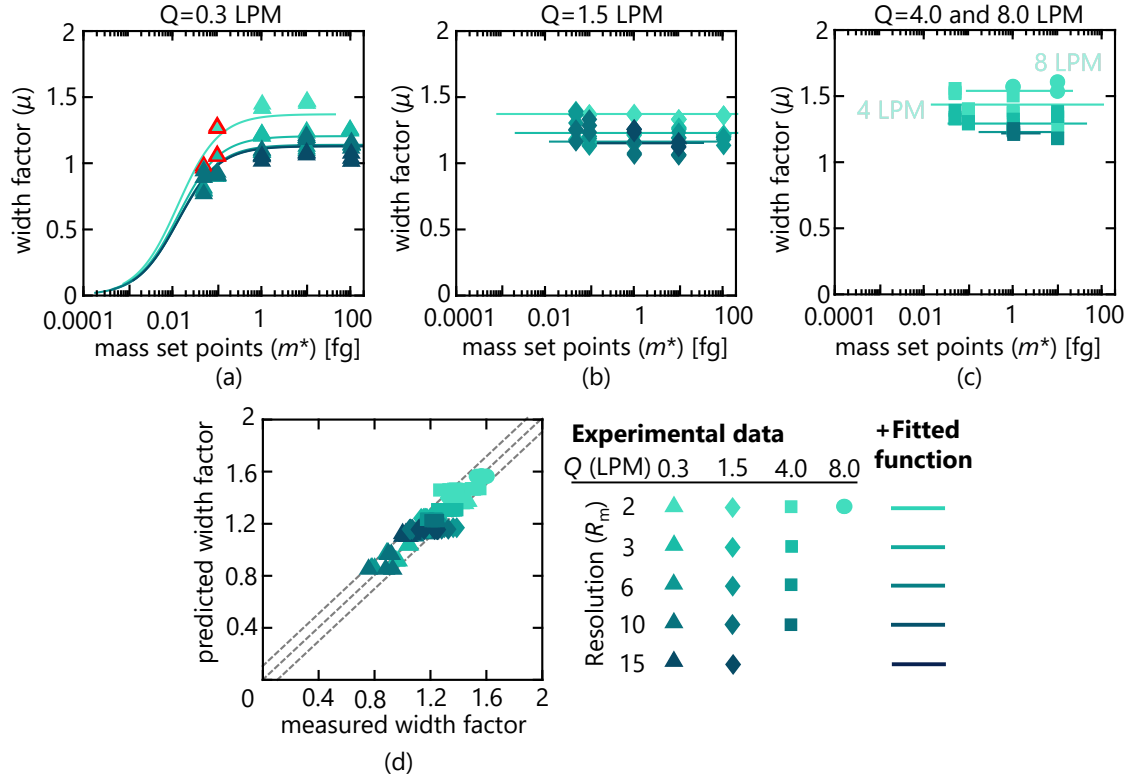 Q=0.3 LPM
Q=1.5 LPM
Q=4.0 and 8.0 LPM
2
1.5
1
0.5
0
width factor (μ)
0.0001 0.01 1 100
mass set points (m*) [fg]
(a)
2
1.5
1
0.5
0
width factor (μ)
0.0001 0.01 1 100
mass set points (m*) [fg]
(b)
2
1.5
1
0.5
0
width factor (μ)
8 LPM
4 LPM
0.0001 0.01 1 100
mass set points (m*) [fg]
(c)
2
1.6
1.2
0.8
0.4
predicted width factor
0 0.4 0.8 1.2 1.6 2
measured width factor
(d)
Experimental data
+Fitted
function
Q (LPM) 0.3 1.5 4.0 8.0
Resolution (Rm)
2
3
6
10
15